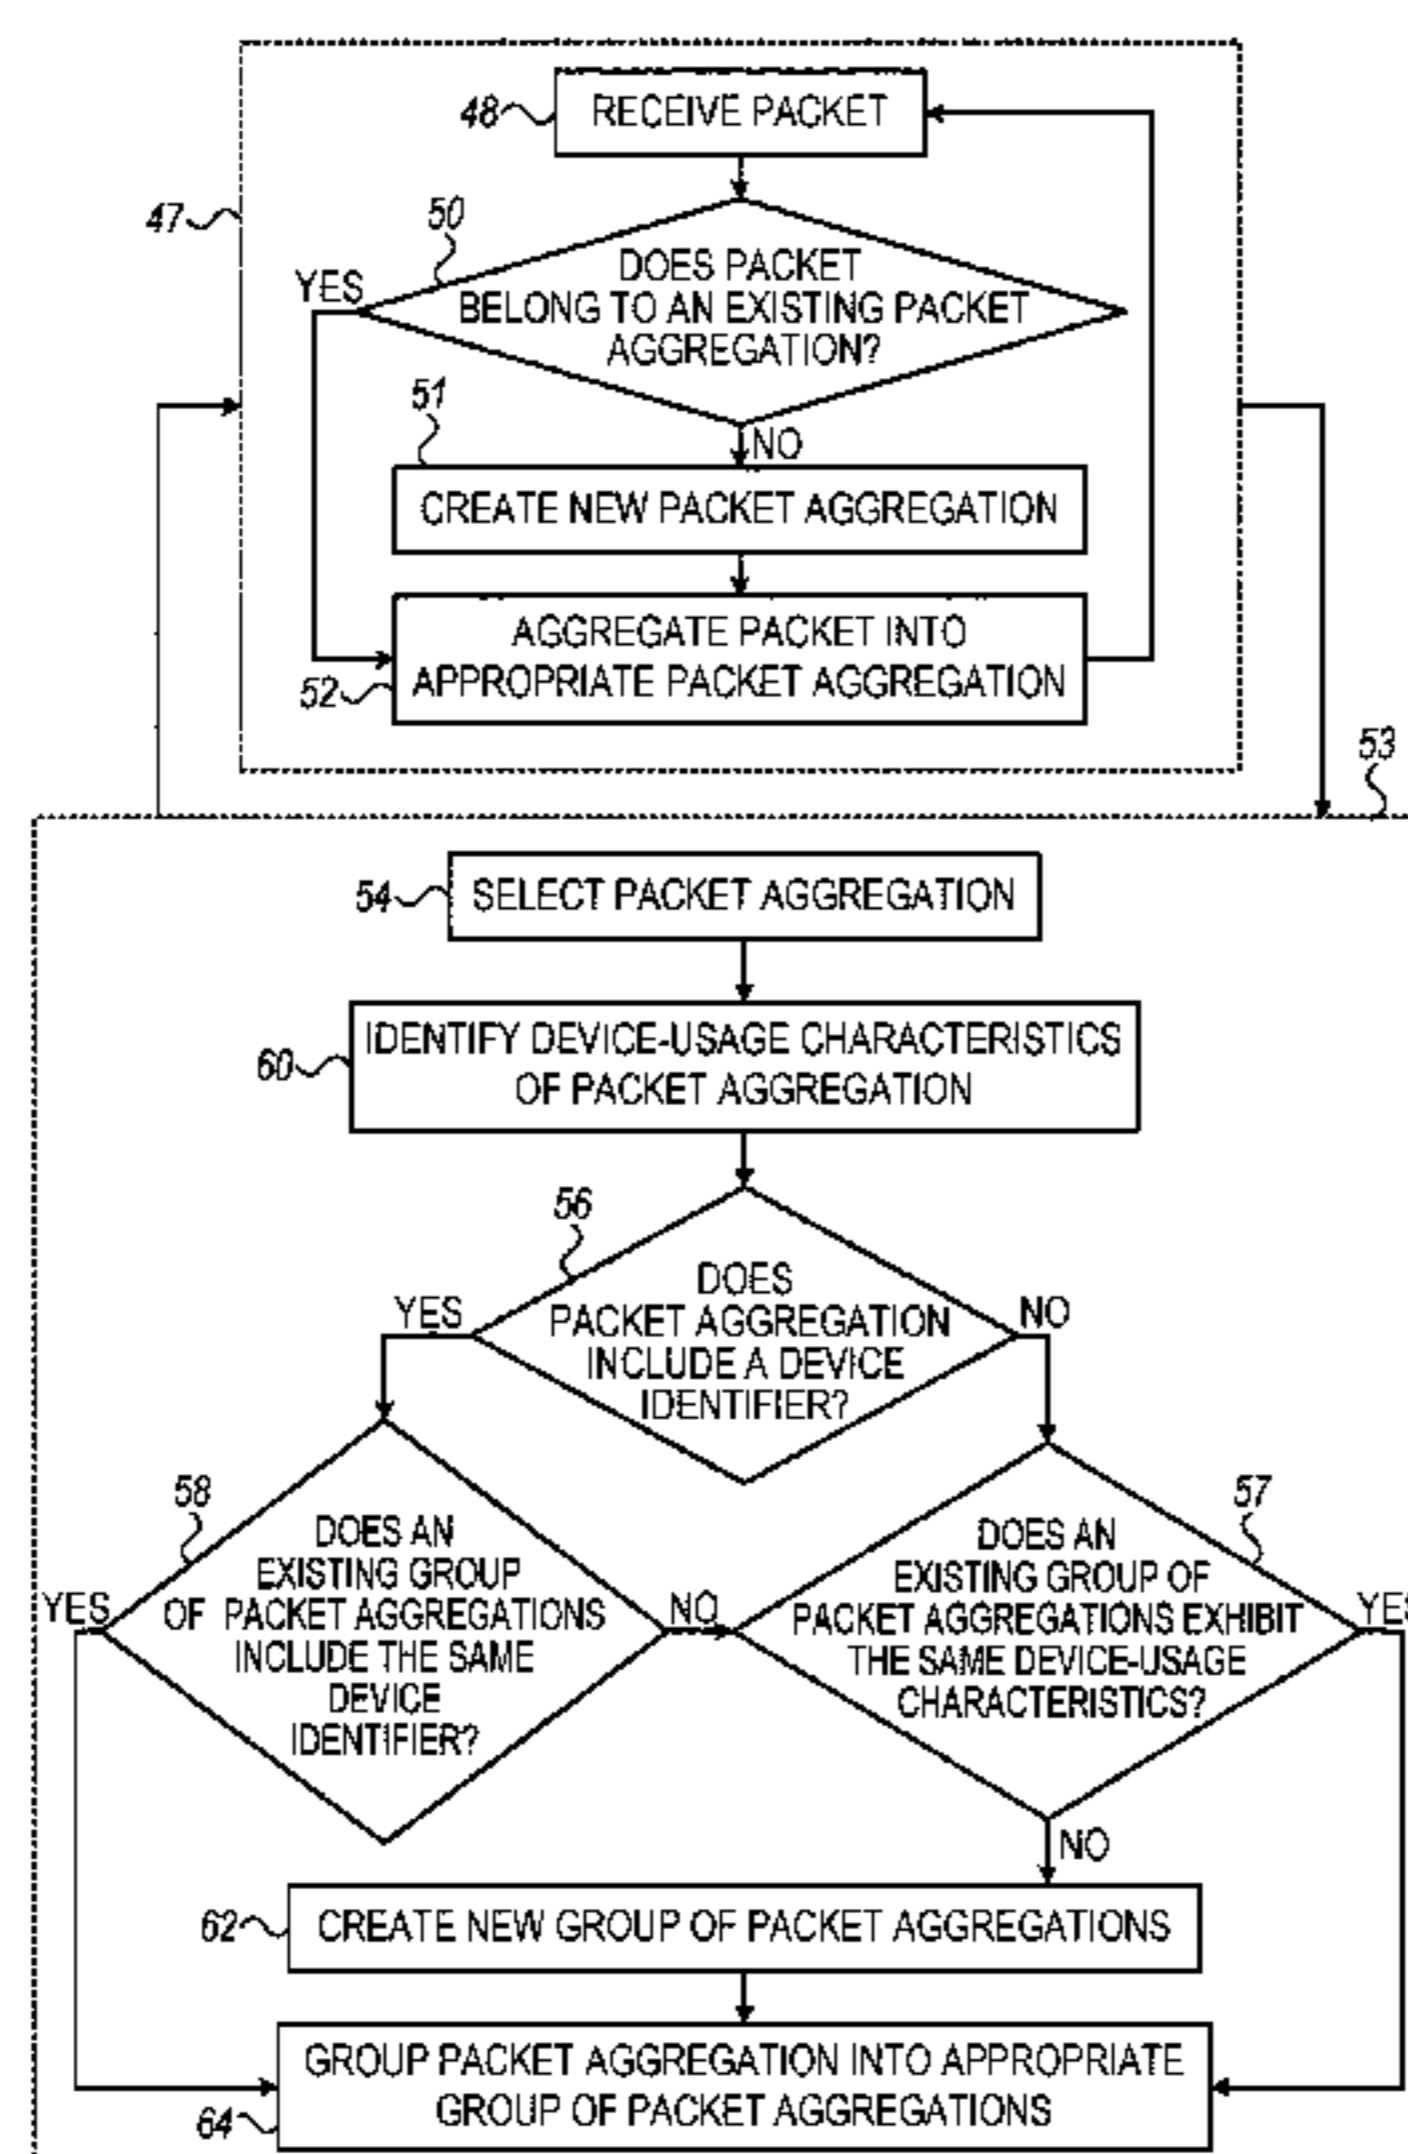 48
RECEIVE PACKET
47
50
YES
DOES PACKET
BELONG TO AN EXISTING PACKET
AGGREGATION?
51
NO
CREATE NEW PACKET AGGREGATION
AGGREGATE PACKET INTO
APPROPRIATE PACKET AGGREGATION
52
53
54
SELECT PACKET AGGREGATION
60
IDENTIFY DEVICE-USAGE CHARACTERISTICS
OF PACKET AGGREGATION
56
YES
DOES
PACKET AGGREGATION
INCLUDE A DEVICE
IDENTIFIER?
NO
58
YES
DOES AN
EXISTING GROUP
OF PACKET AGGREGATIONS
INCLUDE THE SAME
DEVICE
IDENTIFIER?
NO
57
DOES AN
EXISTING GROUP OF
PACKET AGGREGATIONS EXHIBIT
THE SAME DEVICE-USAGE
CHARACTERISTICS?
YES
NO
62
CREATE NEW GROUP OF PACKET AGGREGATIONS
GROUP PACKET AGGREGATION INTO APPROPRIATE
GROUP OF PACKET AGGREGATIONS
64